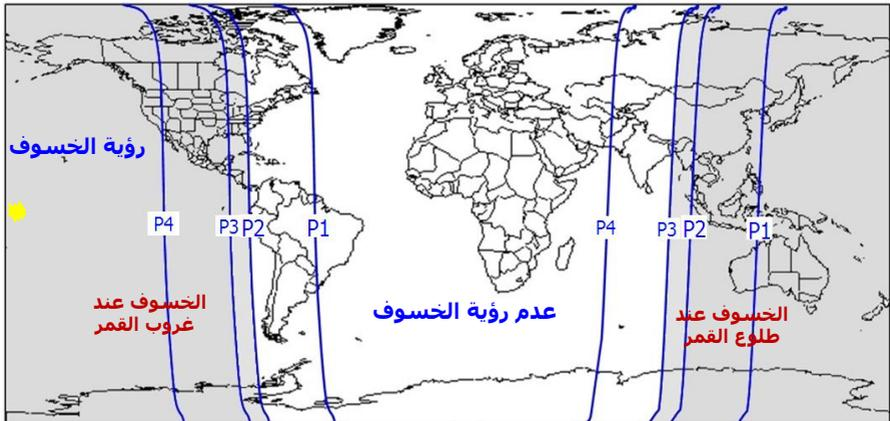 رؤية الخسوف
P4
P3
P2
P1
P4
P3
P2
P1
الخسوف عند
غروب القمر
عدم رؤية الخسوف
الخسوف عند
طلوع القمر